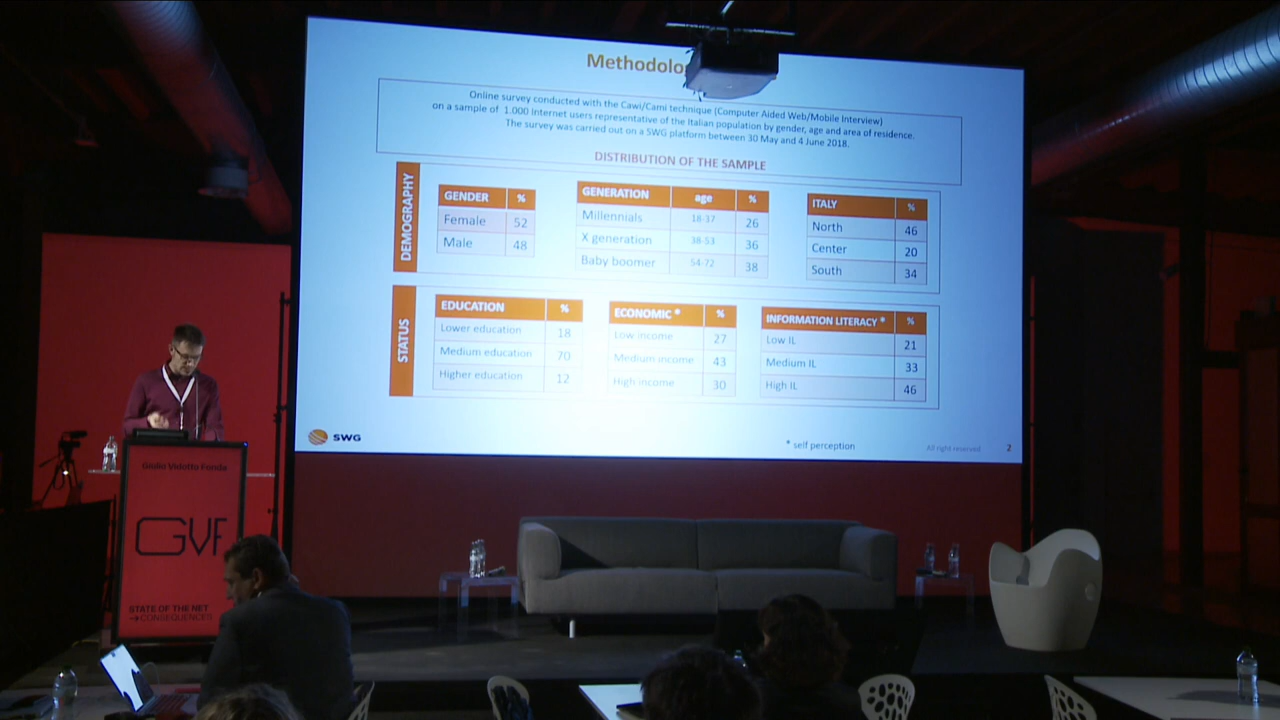 Methodolo
Online survey conducted with the Cawi/Cami technique (Computer Aided Web/Mobile Interview)
on a sample of 1.000 Internet users representative of the Italian population by gender, age and area of residence.
The survey was carried out on a SWG platform between 30 May and 4 June 2018.
DISTRIBUTION OF THE SAMPLE
DEMOGRAPHY
GENDER %
Female 52
Male 48
GENERATION age %
Millennials 18-37 26
X generation 38-53 36
Baby boomer 54-72 38
ITALY %
North 46
Center 20
South 34
STATUS
EDUCATION %
Lower education 18
Medium education 70
Higher education 12
ECONOMIC * %
Low income 27
Medium income 43
High income 30
INFORMATION LITERACY * %
Low IL 21
Medium IL 33
High IL 46
SWG
* self perception
All right reserved
2
Giulio Vidotto Fonda
GVF
STATE OF THE NET
→CONSEQUENCES